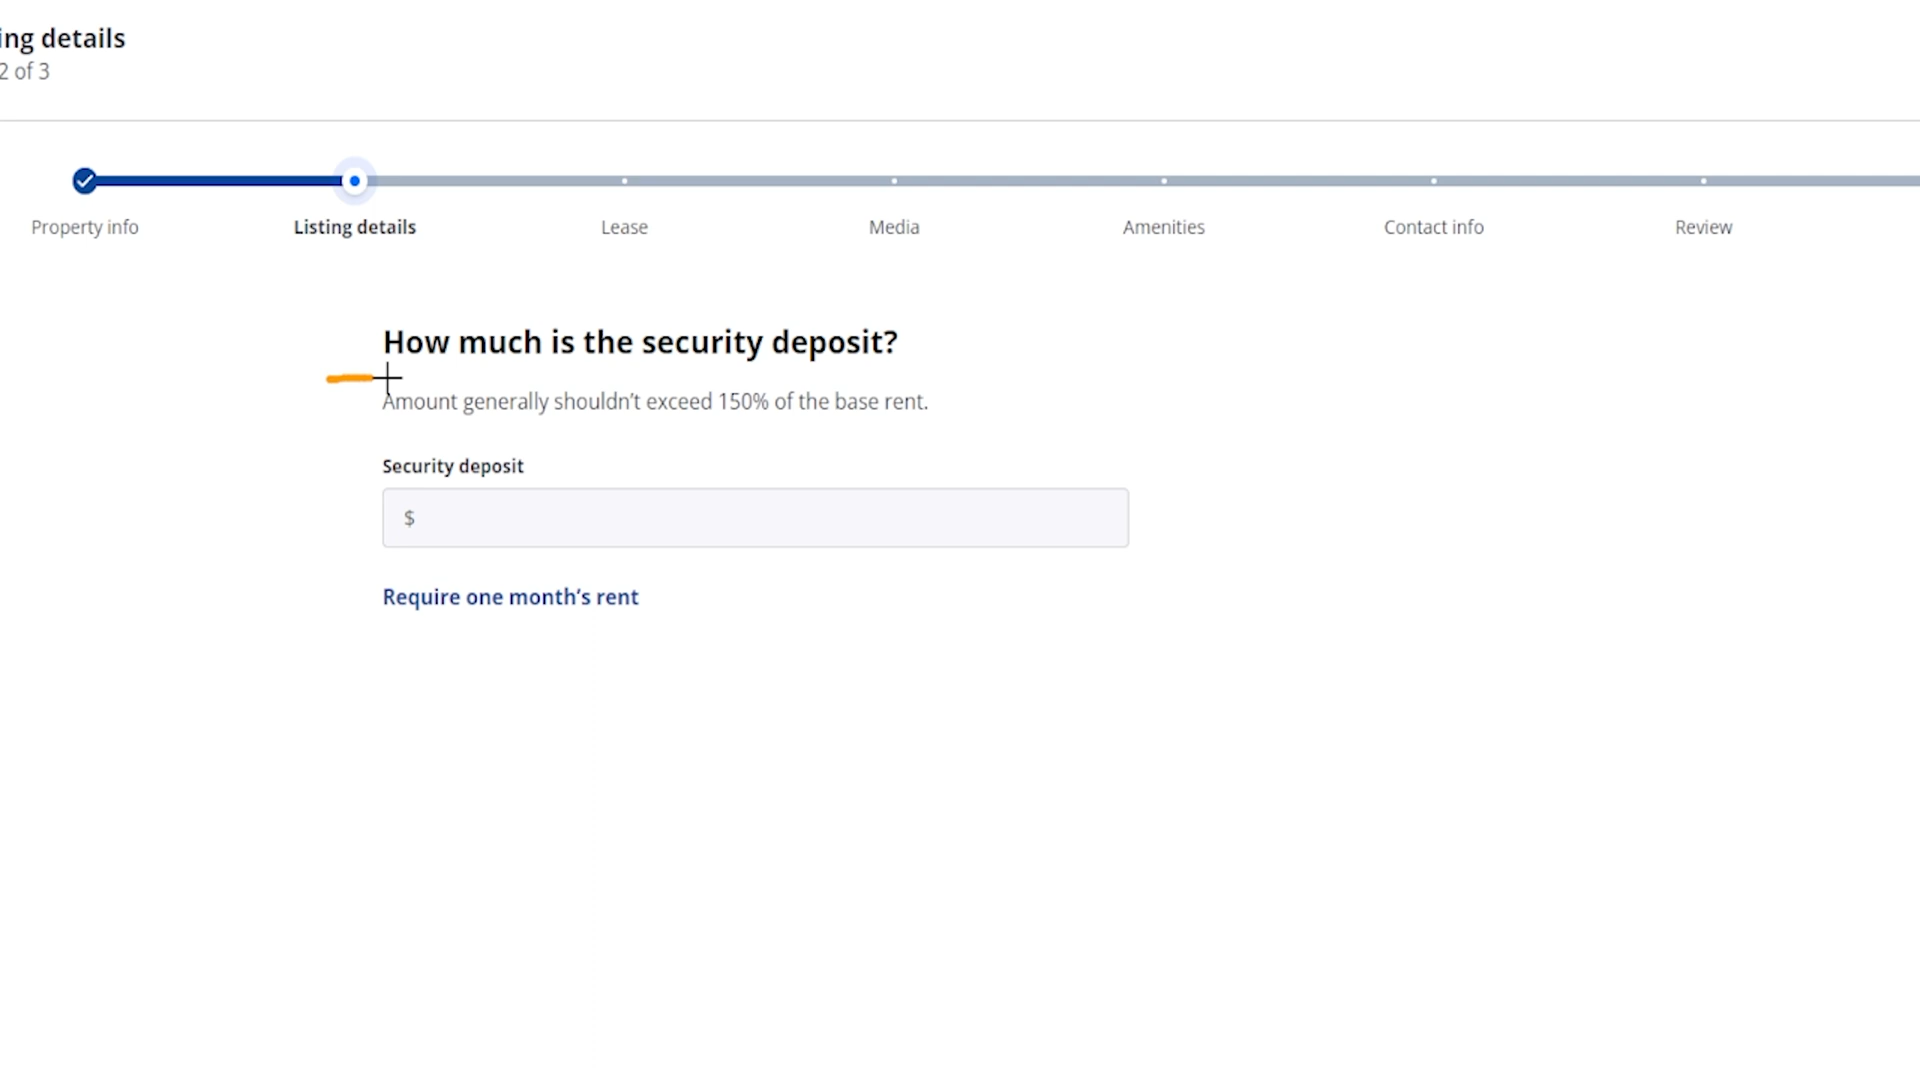 ing details
2 of 3
Property info
Listing details
Lease
Media
Amenities
Contact info
Review
How much is the security deposit?
Amount generally shouldn’t exceed 150% of the base rent.
Security deposit
$
Require one month’s rent